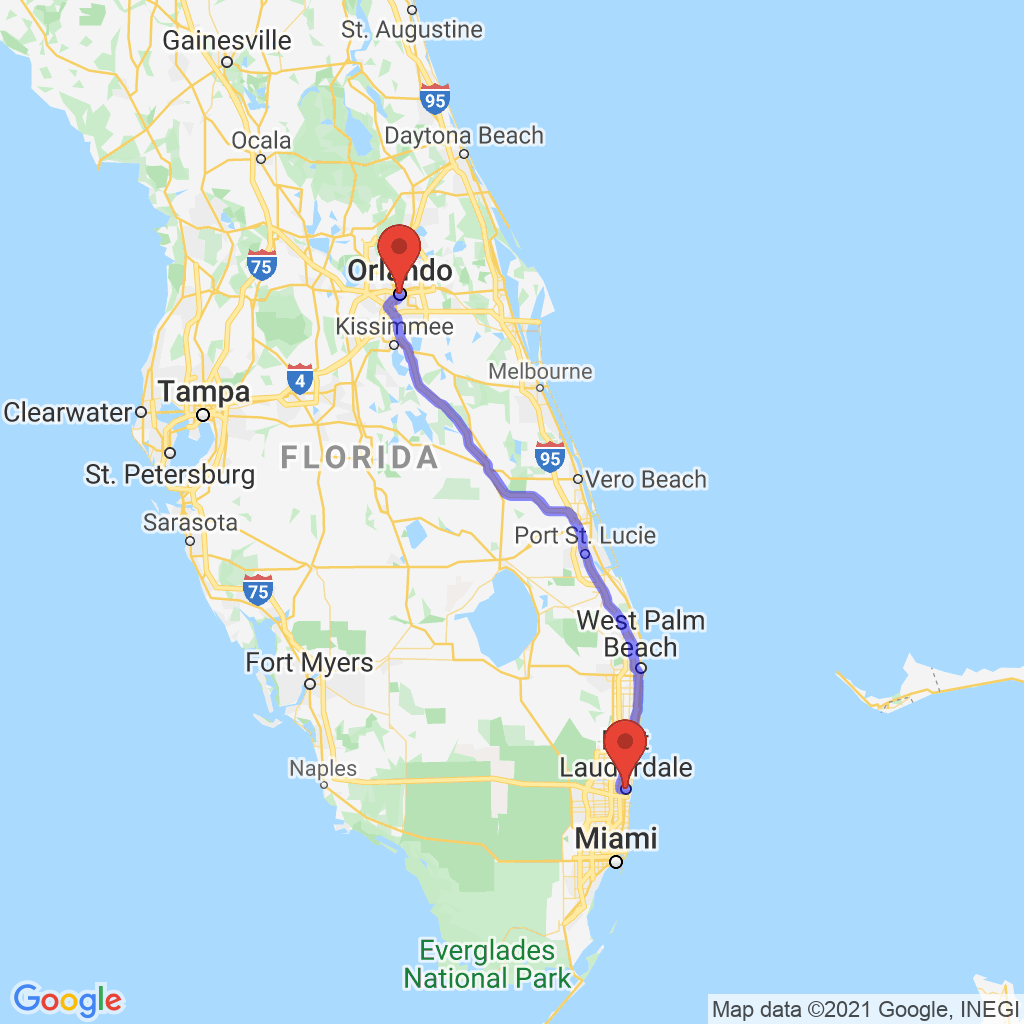 St. Augustine
Gainesville
95
Daytona Beach
Ocala
75
Orlando
Kissimmee
Melbourne
4
Tampa
Clearwater
FLORIDA
95
St. Petersburg
Vero Beach
Sarasota
Port St. Lucie
75
West Palm
Beach
Fort Myers
Lauderdale
Naples
Miami
Everglades
National Park
Google
Map data ©2021 Google, INEGI